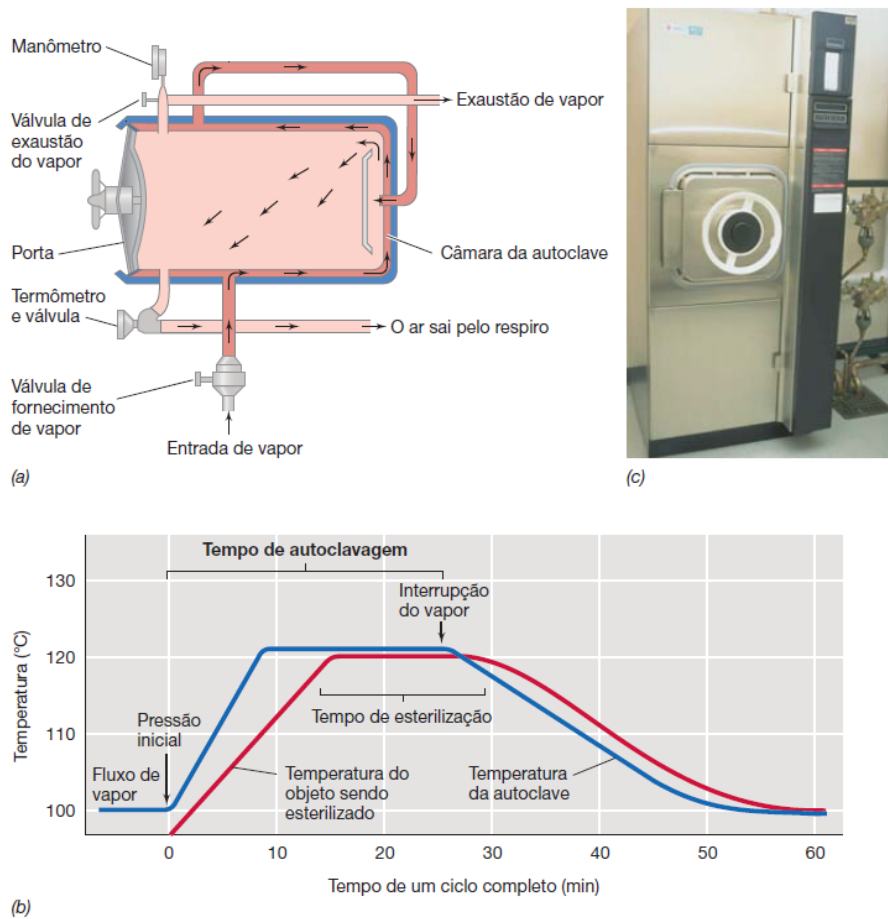 (a)
Manômetro
Válvula de
exaustão
do vapor
Porta
Termômetro
e válvula
Válvula de
fornecimento
de vapor
Entrada de vapor
Exaustão de vapor
Câmara da autoclave
O ar sai pelo respiro
(a)
(c)
Tempo de autoclavagem
Interrupção
do vapor
Tempo de esterilização
Pressão
inicial
Fluxo de
vapor
Temperatura do
objeto sendo
esterilizado
Temperatura
da autoclave
Temperatura (°C)
130
120
110
100
0 10 20 30 40 50 60
Tempo de um ciclo completo (min)
(b)